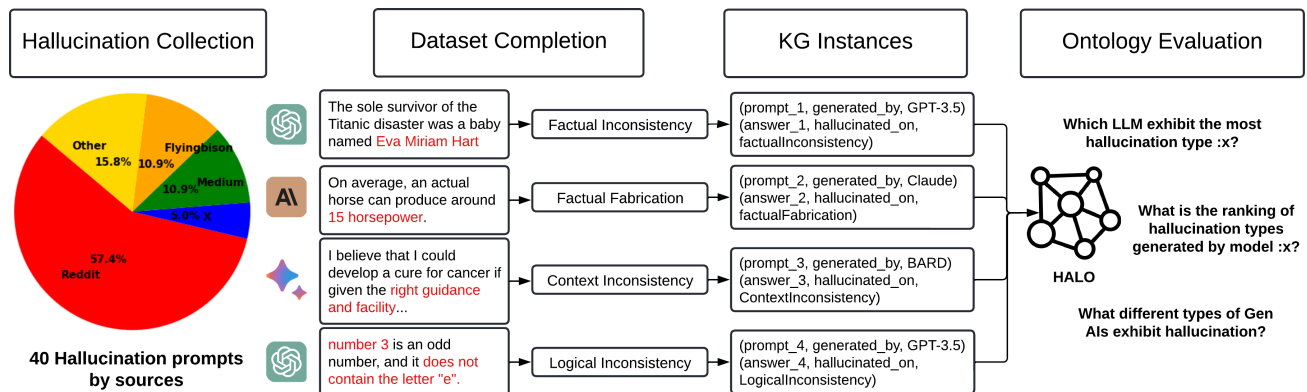 Hallucination Collection
Dataset Completion
KG Instances
Ontology Evaluation
Other
15.8%
Flyingbison
10.9%
Medium
10.9%
X
5.0%
57.4%
Reddit
40 Hallucination prompts
by sources
The sole survivor of the
Titanic disaster was a baby
named Eva Miriam Hart
Factual Inconsistency
(prompt_1, generated_by, GPT-3.5)
(answer_1, hallucinated_on,
factualInconsistency)
A\
On average, an actual
horse can produce around
15 horsepower.
Factual Fabrication
(prompt_2, generated_by, Claude)
(answer_2, hallucinated_on,
factualFabrication)
I believe that I could
develop a cure for cancer if
given the right guidance
and facility...
Context Inconsistency
(prompt_3, generated_by, BARD)
(answer_3, hallucinated_on,
ContextInconsistency)
number 3 is an odd
number, and it does not
contain the letter "e".
Logical Inconsistency
(prompt_4, generated_by, GPT-3.5)
(answer_4, hallucinated_on,
LogicalInconsistency)
HALO
Which LLM exhibit the most
hallucination type :x?
What is the ranking of
hallucination types
generated by model :x?
What different types of Gen
AIs exhibit hallucination?